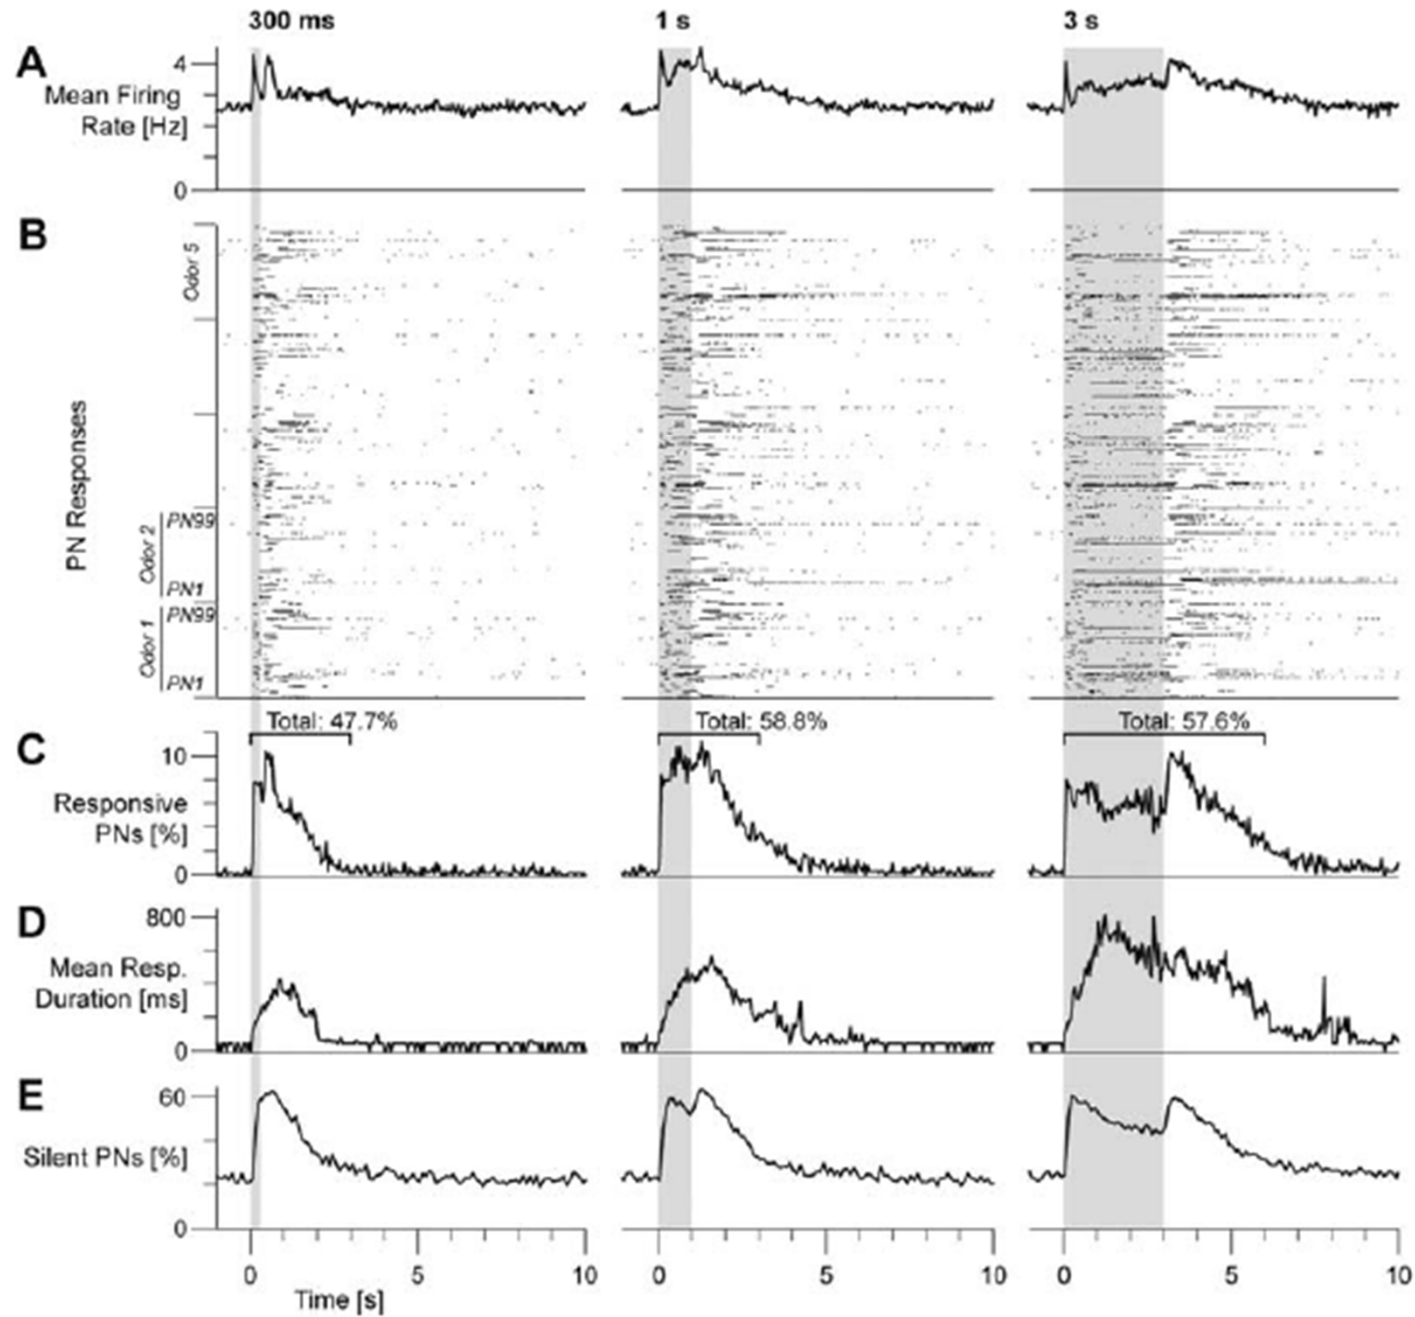 300 ms
1 s
3 s
A
4
Mean Firing
Rate [Hz]
0
B
Odor 5
PN Responses
PN99
Odor 2
PN1
PN99
Odor 1
PN1
Total: 47.7%
Total: 58.8%
Total: 57.6%
C
10
Responsive
PNs [%]
0
D
800
Mean Resp.
Duration [ms]
0
E
60
Silent PNs [%]
0
0 5 10
0 5 10
0 5 10
Time [s]